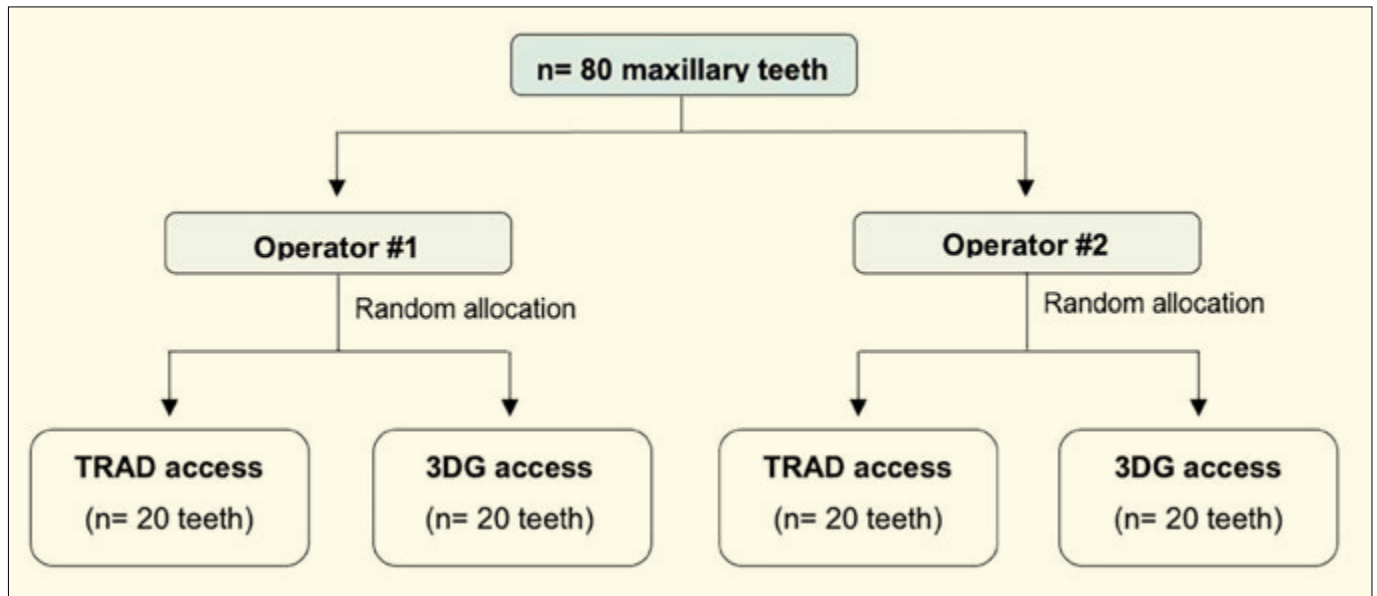 n= 80 maxillary teeth
Operator #1
Operator #2
Random allocation
Random allocation
TRAD access
(n= 20 teeth)
3DG access
(n= 20 teeth)
TRAD access
(n= 20 teeth)
3DG access
(n= 20 teeth)